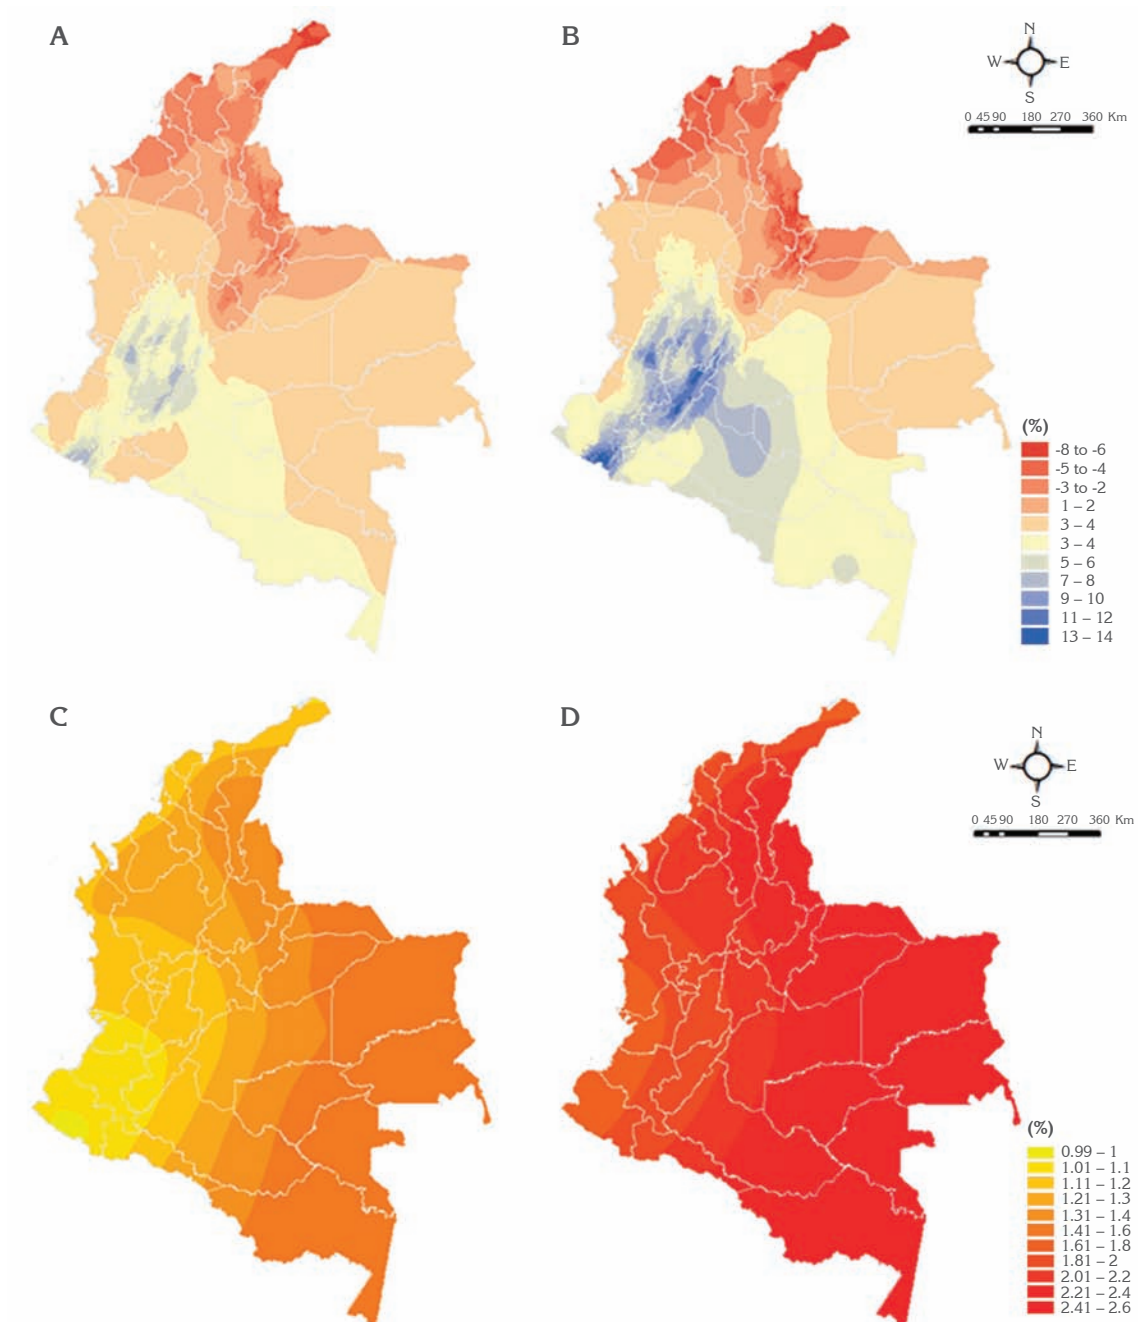 A
B
N
W E
S
0 45 90 180 270 360 Km
(%)
-8 to -6
-5 to -4
-3 to -2
1 – 2
3 – 4
3 – 4
5 – 6
7 – 8
9 – 10
11 – 12
13 – 14
C
D
N
W E
S
0 45 90 180 270 360 Km
(%)
0.99 – 1
1.01 – 1.1
1.11 – 1.2
1.21 – 1.3
1.31 – 1.4
1.41 – 1.6
1.61 – 1.8
1.81 – 2
2.01 – 2.2
2.21 – 2.4
2.41 – 2.6